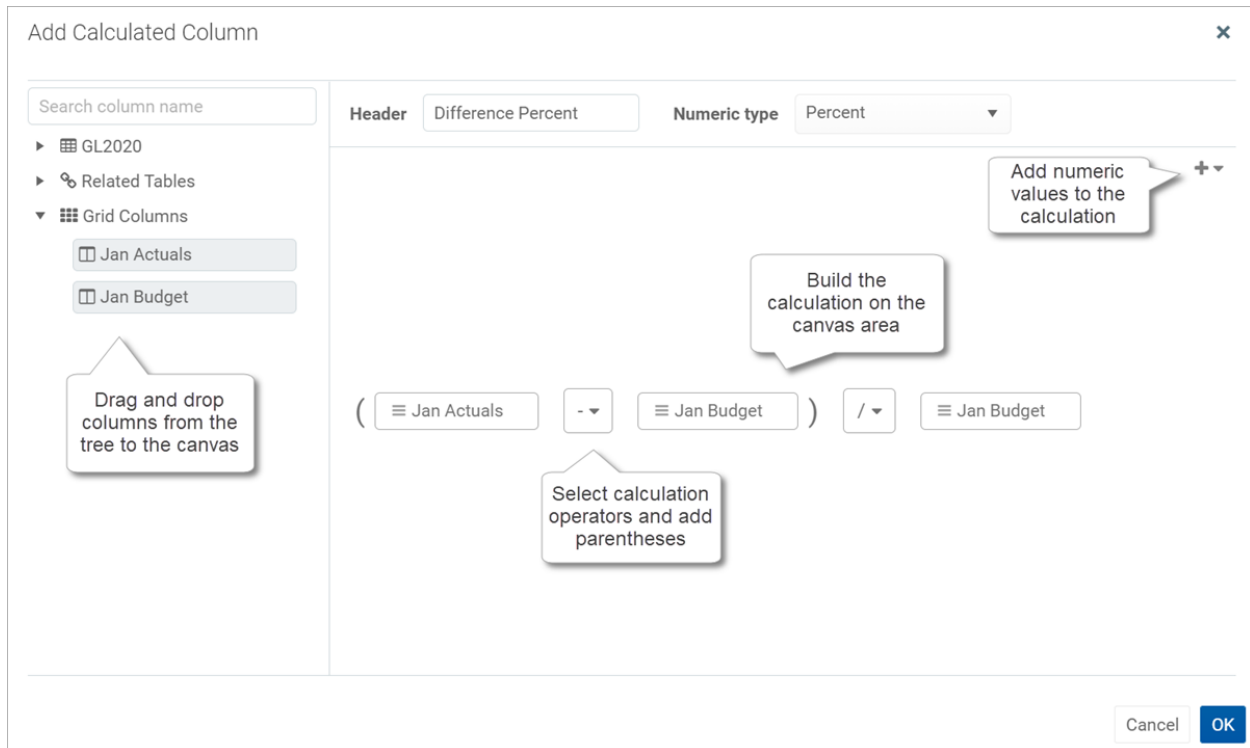 Add Calculated Column
Search column name
Header
Difference Percent
Numeric type
Percent
GL2020
Related Tables
Grid Columns
Jan Actuals
Jan Budget
Drag and drop
columns from the
tree to the canvas
Add numeric
values to the
calculation
Build the
calculation on the
canvas area
( Jan Actuals - Jan Budget ) / Jan Budget
Select calculation
operators and add
parentheses
Cancel OK